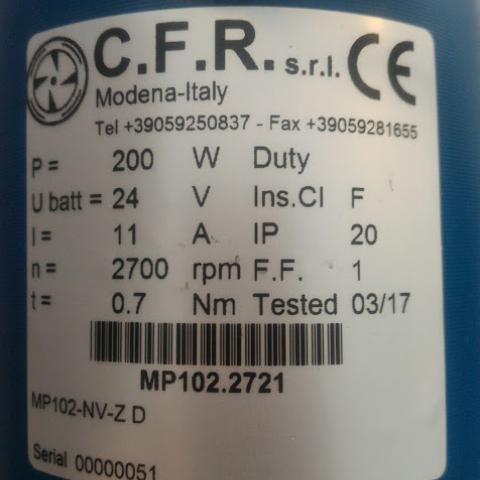 C.F.R. s.r.l. CE
Modena-Italy
Tel +39059250837 - Fax +39059281655
P = 200 W Duty
U batt = 24 V Ins.Cl F
I = 11 A IP 20
n = 2700 rpm F.F. 1
t = 0.7 Nm Tested 03/17
MP102.2721
MP102-NV-Z D
Serial 00000051